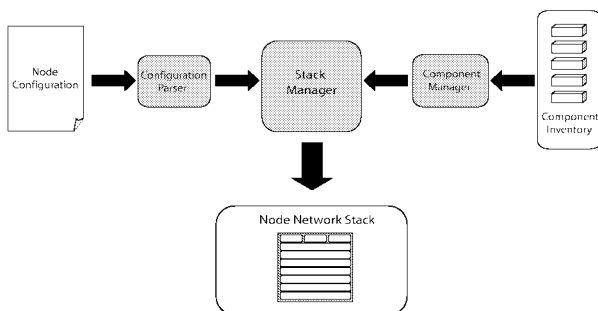 Node
Configuration
Configuration
Parser
Stack
Manager
Component
Manager
Component
Inventory
Node Network Stack